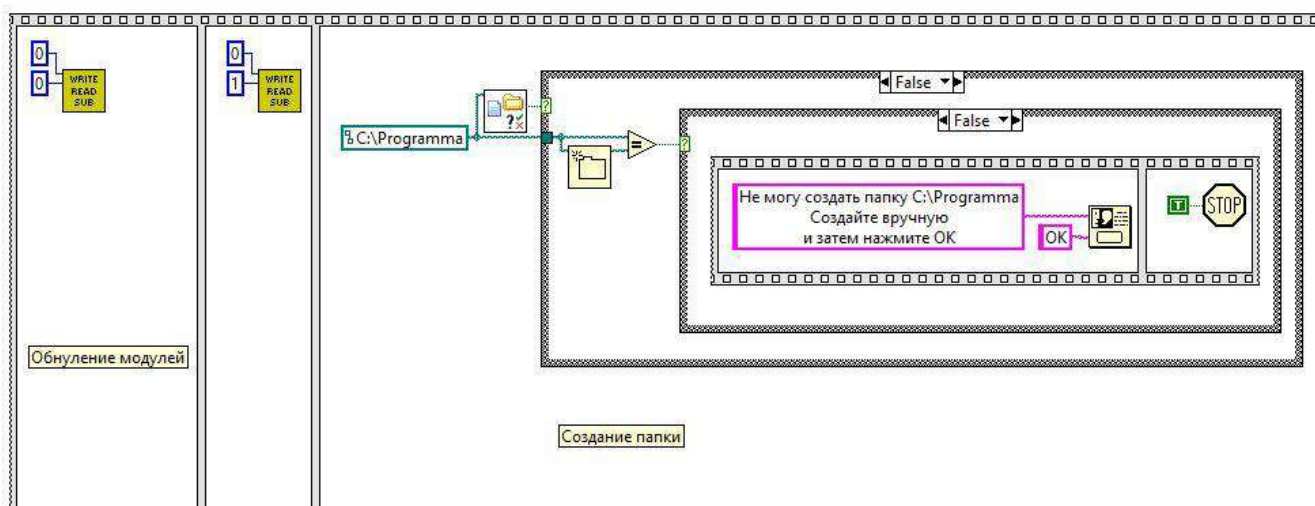 0
0
WRITE
READ
SUB
Обнуление модулей
0
1
WRITE
READ
SUB
C:\Programma
?
False
?
False
Не могу создать папку C:\Programma
Создайте вручную
и затем нажмите ОК
OK
T
STOP
Создание папки